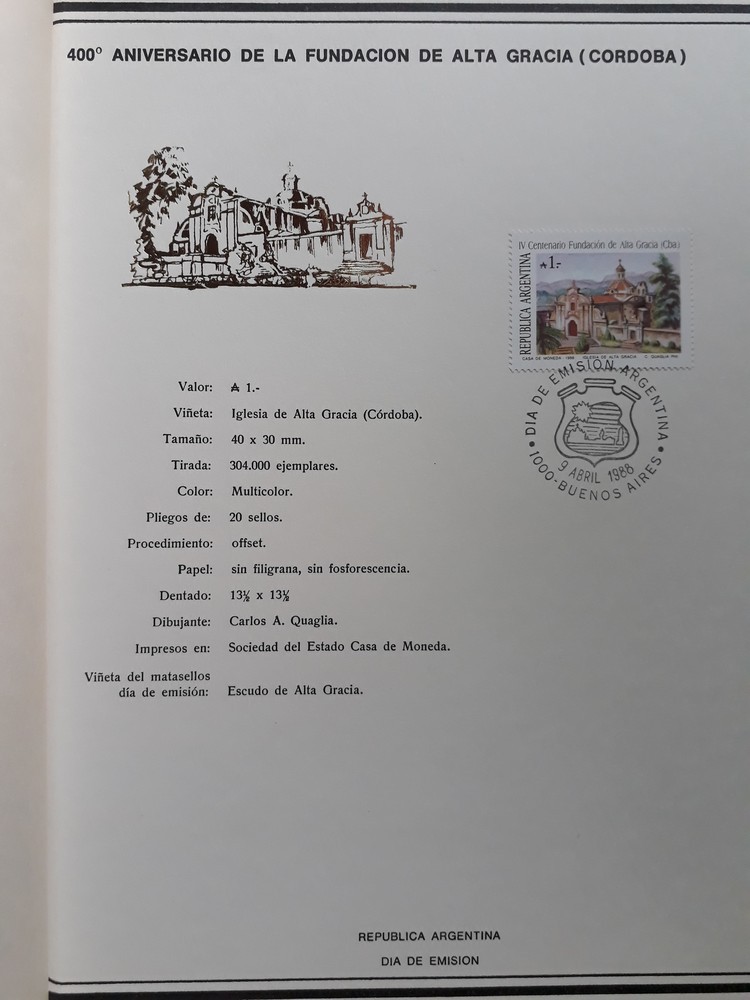 400º ANIVERSARIO DE LA FUNDACION DE ALTA GRACIA (CORDOBA)
IV Centenario Fundación de Alta Gracia (Cba.)
₳1.-
REPUBLICA ARGENTINA
CASA DE MONEDA - 1988 IGLESIA DE ALTA GRACIA C. QUAGLIA
DIA DE EMISION ARGENTINA
9 ABRIL 1988
1000-BUENOS AIRES
Valor: ₳ 1.-
Viñeta: Iglesia de Alta Gracia (Córdoba).
Tamaño: 40 x 30 mm.
Tirada: 304.000 ejemplares.
Color: Multicolor.
Pliegos de: 20 sellos.
Procedimiento: offset.
Papel: sin filigrana, sin fosforescencia.
Dentado: 13½ x 13½
Dibujante: Carlos A. Quaglia.
Impresos en: Sociedad del Estado Casa de Moneda.
Viñeta del matasellos
día de emisión: Escudo de Alta Gracia.
REPUBLICA ARGENTINA
DIA DE EMISION